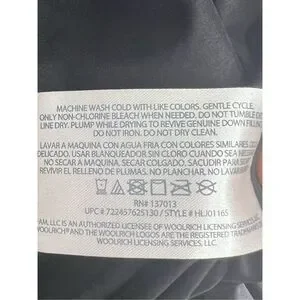 MACHINE WASH COLD WITH LIKE COLORS. GENTLE CYCLE.
ONLY NON-CHLORINE BLEACH WHEN NEEDED. DO NOT TUMBLE
LINE DRY. PLUMP WHILE DRYING TO REVIVE GENUINE DOWN FILLING
DO NOT IRON. DO NOT DRY CLEAN.
LAVAR A MAQUINA CON AGUA FRIA CON COLORES SIMILARES.
DELICADO. USAR BLANQUEADOR SIN CLORO CUANDO SEA
NO SECAR A MAQUINA. SECAR COLGADO. SACUDIR PARA
REVIVIR EL RELLENO DE PLUMAS. NO PLANCHAR. NO LAVAR
RN# 137013
UPC # 722457625130 / STYLE # HLJ01165
LLC IS AN AUTHORIZED LICENSEE OF WOOLRICH LICENSING SERVICES,
WOOLRICH® AND WOOLRICH LOGOS ARE THE REGISTERED TRADEMARKS
WOOLRICH LICENSING SERVICES, LLC.